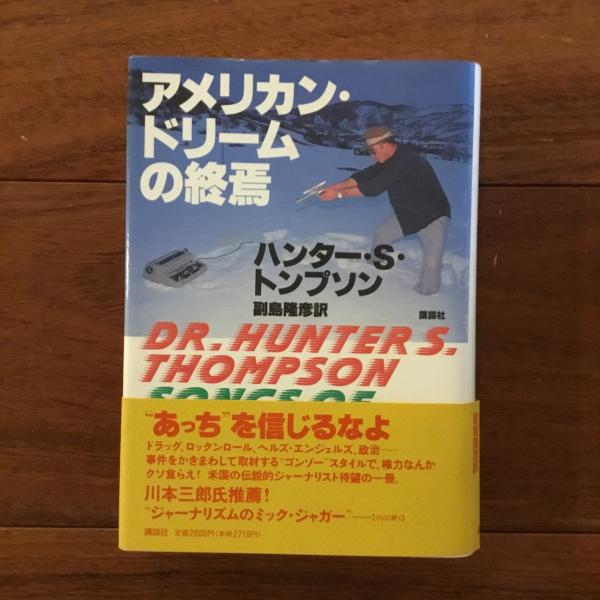 アメリカン・
ドリーム
の終焉
ハンター・S・
トンプソン
副島隆彦訳
講談社
DR. HUNTER S.
THOMPSON
SONGS OF
“あっち”を信じるなよ
ドラッグ、ロックンロール、ヘルズ・エンジェルズ、政治……
事件をかきまわして取材する“ゴンゾー”スタイルで、権力なんか
クソ食らえ! 米国の伝説的ジャーナリスト待望の一冊。
川本三郎氏推薦!
“ジャーナリズムのミック・ジャガー”……【さらに続く】
講談社 定価2800円(本体2718円)